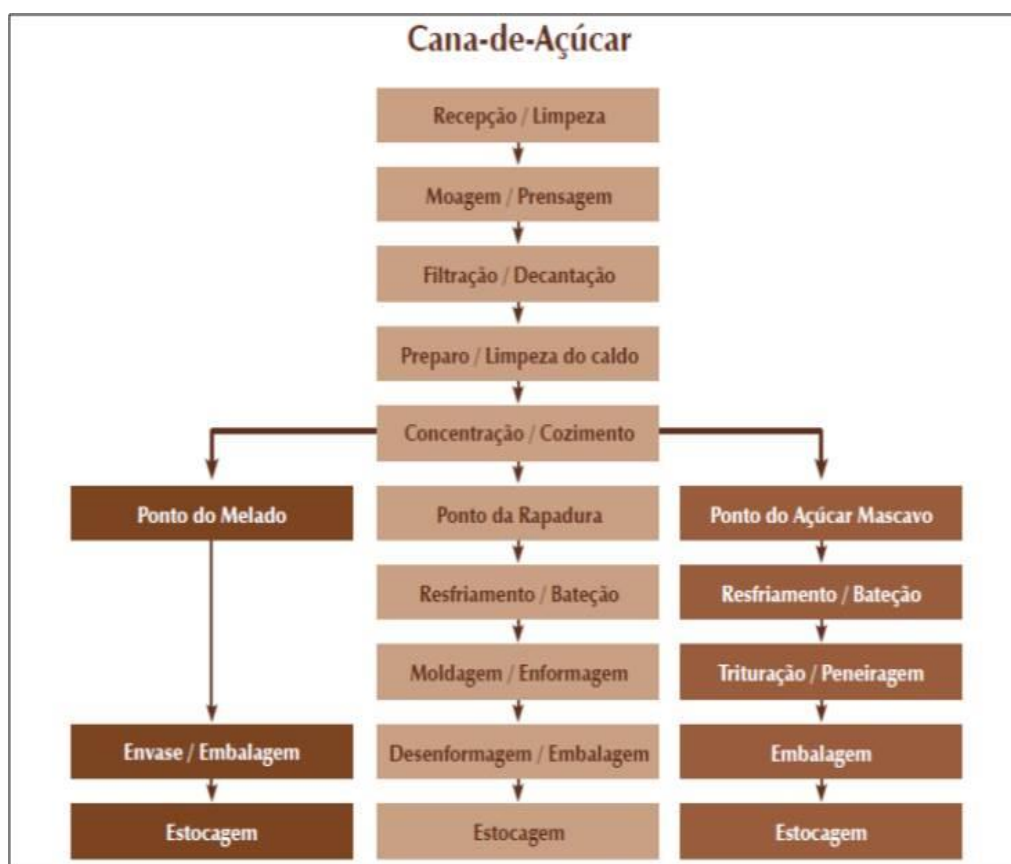 Cana-de-Açúcar
Recepção / Limpeza
Moagem / Prensagem
Filtração / Decantação
Preparo / Limpeza do caldo
Concentração / Cozimento
Ponto do Melado
Ponto da Rapadura
Ponto do Açúcar Mascavo
Resfriamento / Bateção
Resfriamento / Bateção
Moldagem / Enformagem
Trituração / Peneiragem
Envase / Embalagem
Desenformagem / Embalagem
Embalagem
Estocagem
Estocagem
Estocagem